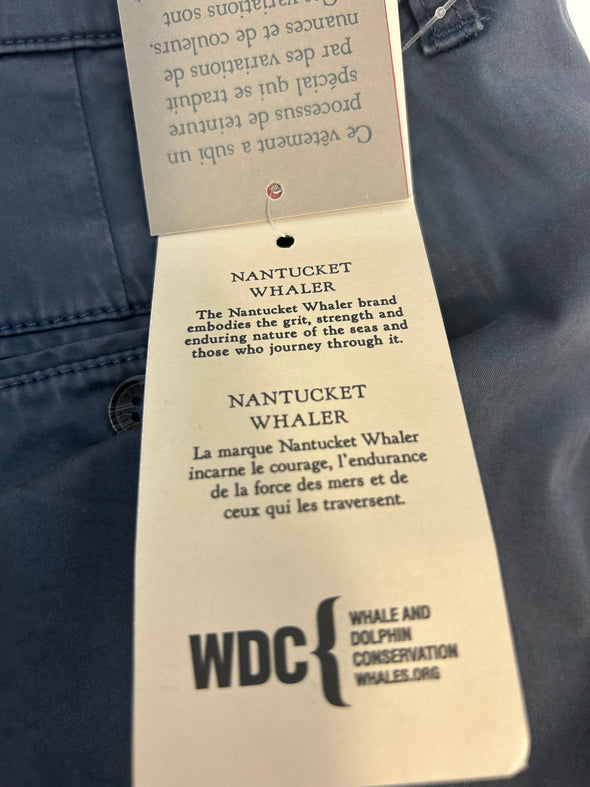 Ce vêtement a subi un
processus de teinture
spécial qui se traduit
par des variations de
nuances et de couleurs.
variations sont
NANTUCKET
WHALER
The Nantucket Whaler brand
embodies the grit, strength and
enduring nature of the seas and
those who journey through it.
NANTUCKET
WHALER
La marque Nantucket Whaler
incarne le courage, l'endurance
de la force des mers et de
ceux qui les traversent.
WDC
WHALE AND
DOLPHIN
CONSERVATION
WHALES.ORG